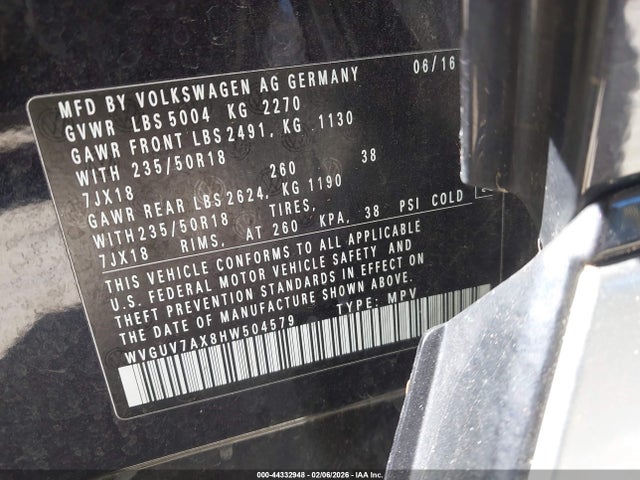 MFD BY VOLKSWAGEN AG GERMANY 06/16
GVWR LBS 5004 KG 2270
GAWR FRONT LBS 2491, KG 1130
WITH 235/50R18 260 38
7JX18
GAWR REAR LBS 2624, KG 1190
WITH 235/50R18 TIRES,
7JX18 RIMS, AT 260 KPA, 38 PSI COLD
THIS VEHICLE CONFORMS TO ALL APPLICABLE
U.S. FEDERAL MOTOR VEHICLE SAFETY AND
THEFT PREVENTION STANDARDS IN EFFECT ON
THE DATE OF MANUFACTURE SHOWN ABOVE.
WVGUV7AX8HW504579 TYPE: MPV
000-44332948 - 02/06/2026 - IAA Inc.